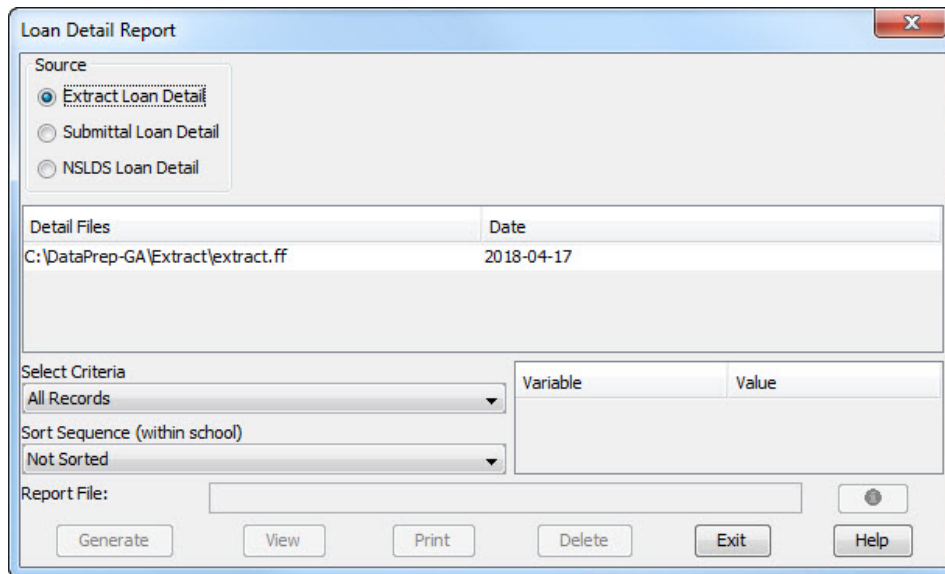 Loan Detail Report
Source
Extract Loan Detail
Submittal Loan Detail
NSLDS Loan Detail
Detail Files Date
C:\DataPrep-GA\Extract\extract.ff 2018-04-17
Select Criteria
All Records
Variable Value
Sort Sequence (within school)
Not Sorted
Report File:
Generate View Print Delete Exit Help